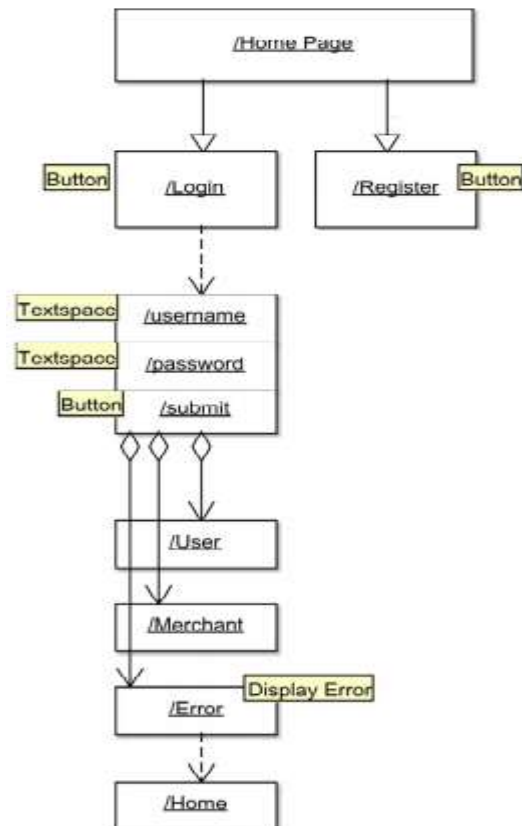 /Home Page
Button
/Login
/Register
Button
Textspace
/username
Textspace
/password
Button
/submit
/User
/Merchant
Display Error
/Error
/Home